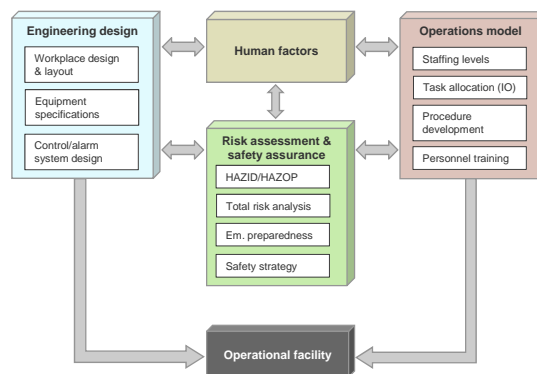 Engineering design
Workplace design
& layout
Equipment
specifications
Control/alarm
system design
Human factors
Risk assessment &
safety assurance
HAZID/HAZOP
Total risk analysis
Em. preparedness
Safety strategy
Operations model
Staffing levels
Task allocation (IO)
Procedure
development
Personnel training
Operational facility